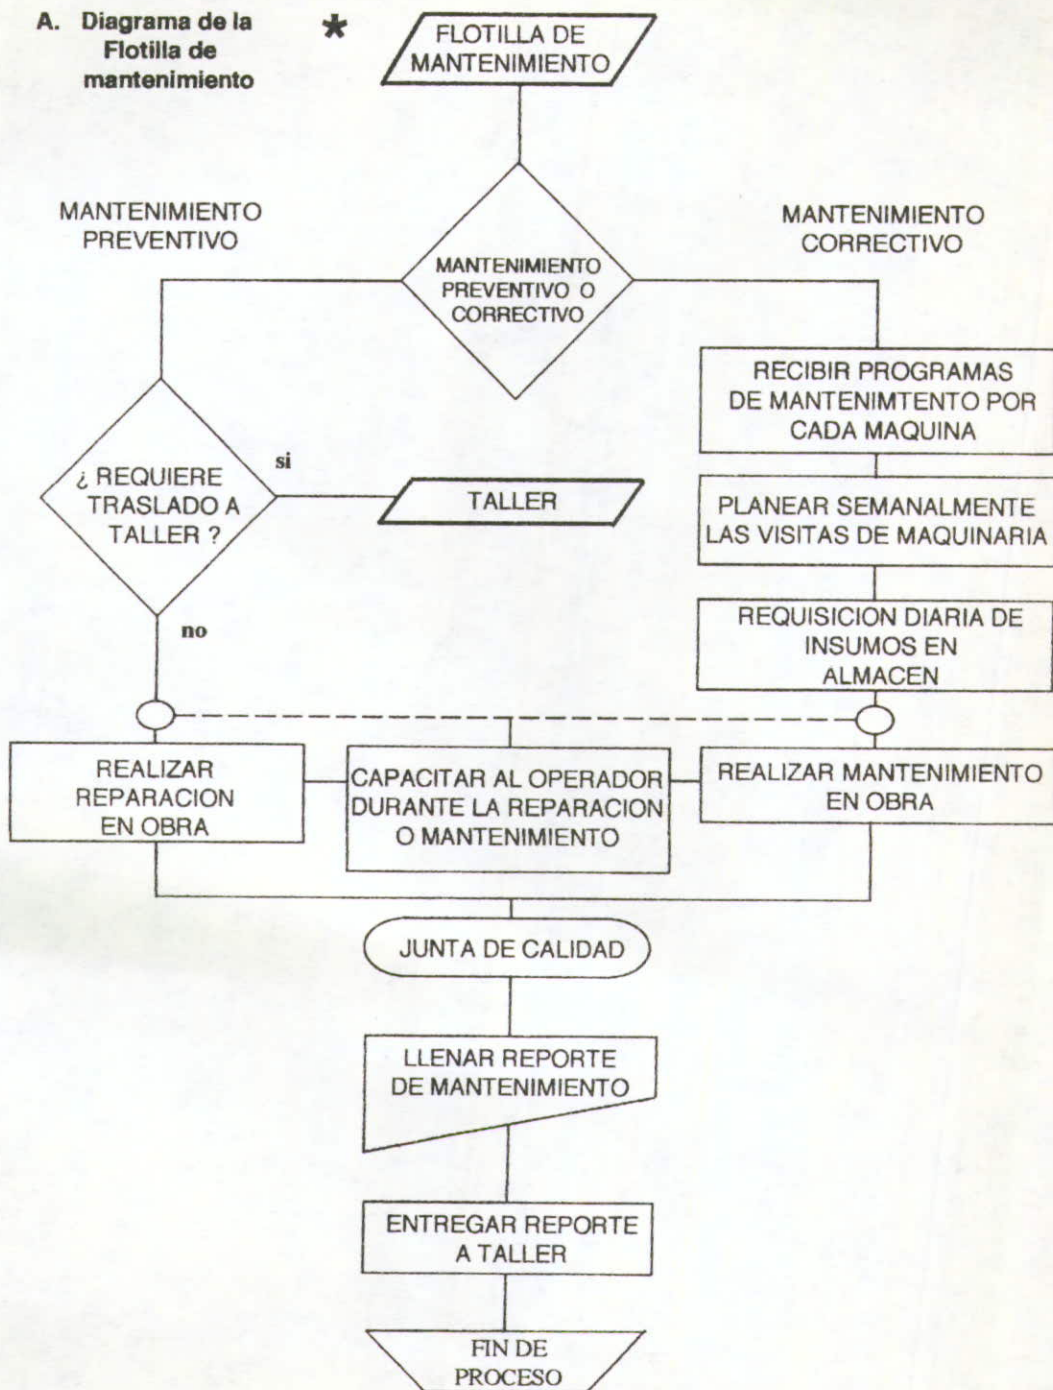 A. Diagrama de la
Flotilla de
mantenimiento
*
FLOTILLA DE
MANTENIMIENTO
MANTENIMIENTO
PREVENTIVO
MANTENIMIENTO
CORRECTIVO
MANTENIMIENTO
PREVENTIVO O
CORRECTIVO
RECIBIR PROGRAMAS
DE MANTENIMTENTO POR
CADA MAQUINA
¿ REQUIERE
TRASLADO A
TALLER ?
si
TALLER
PLANEAR SEMANALMENTE
LAS VISITAS DE MAQUINARIA
no
REQUISICION DIARIA DE
INSUMOS EN
ALMACEN
REALIZAR
REPARACION
EN OBRA
CAPACITAR AL OPERADOR
DURANTE LA REPARACION
O MANTENIMIENTO
REALIZAR MANTENIMIENTO
EN OBRA
JUNTA DE CALIDAD
LLENAR REPORTE
DE MANTENIMIENTO
ENTREGAR REPORTE
A TALLER
FIN DE
PROCESO